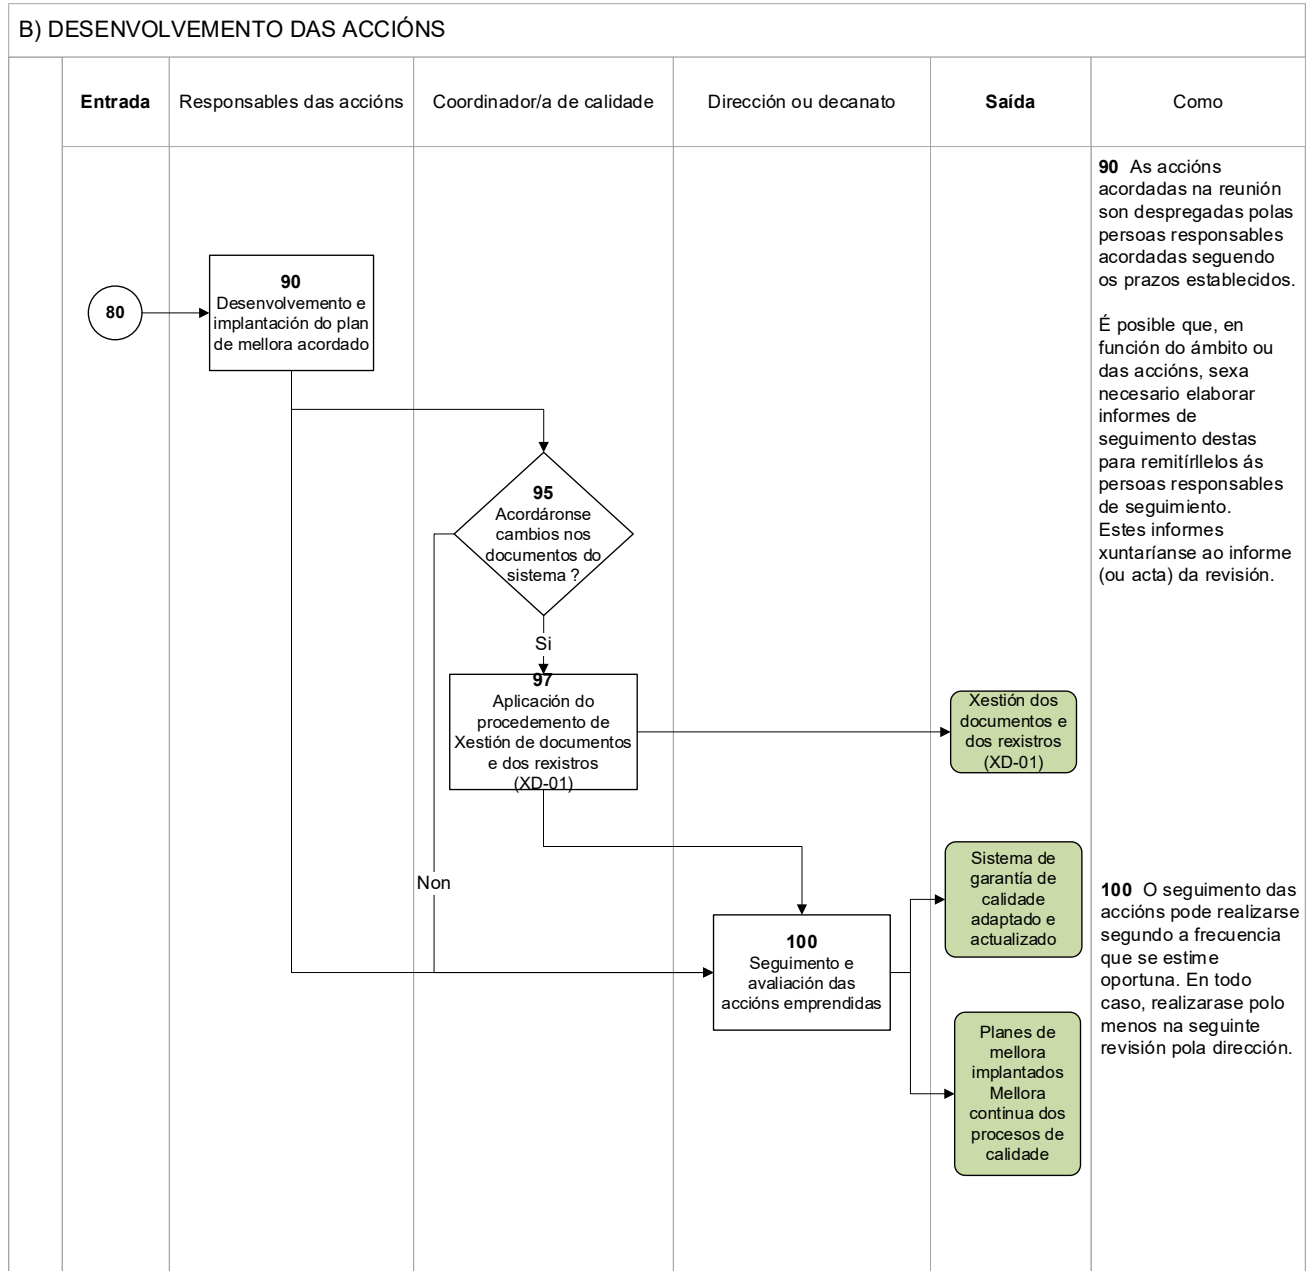 B) DESENVOLVEMENTO DAS ACCIÓNS
Entrada
Responsables das accións
Coordinador/a de calidade
Dirección ou decanato
Saída
Como
80
90
Desenvolvemento e
implantación do plan
de mellora acordado
95
Acordáronse
cambios nos
documentos do
sistema ?
Si
97
Aplicación do
procedemento de
Xestión de documentos
e dos rexistros
(XD-01)
Non
100
Seguimento e
avaliación das
accións emprendidas
Xestión dos
documentos e
dos rexistros
(XD-01)
Sistema de
garantía de
calidade
adaptado e
actualizado
Planes de
mellora
implantados
Mellora
continua dos
procesos de
calidade
90 As accións
acordadas na reunión
son despregadas polas
persoas responsables
acordadas seguendo
os prazos establecidos.
É posible que, en
función do ámbito ou
das accións, sexa
necesario elaborar
informes de
seguimento destas
para remitírllelos ás
persoas responsables
de seguimiento.
Estes informes
xuntaríanse ao informe
(ou acta) da revisión.
100 O seguimento das
accións pode realizarse
segundo a frecuencia
que se estime
oportuna. En todo
caso, realizarase polo
menos na seguinte
revisión pola dirección.